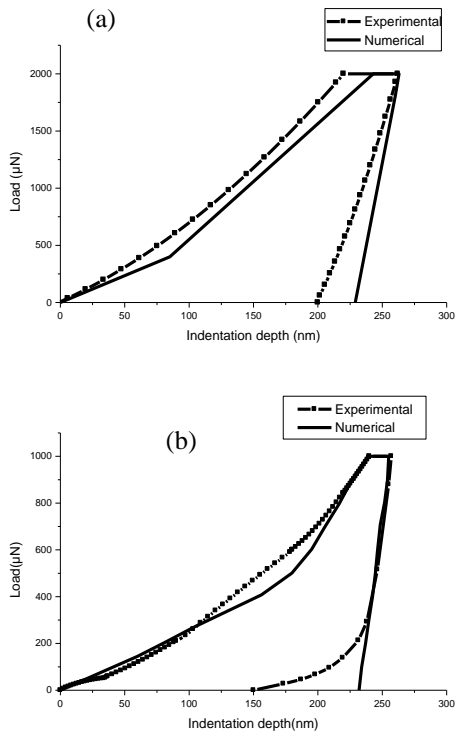 (a)
Experimental
Numerical
2000
1500
1000
500
0
Load (µN)
0 50 100 150 200 250 300
Indentation depth (nm)
(b)
Experimental
Numerical
1000
800
600
400
200
0
Load(µN)
0 50 100 150 200 250 300
Indentation depth(nm)